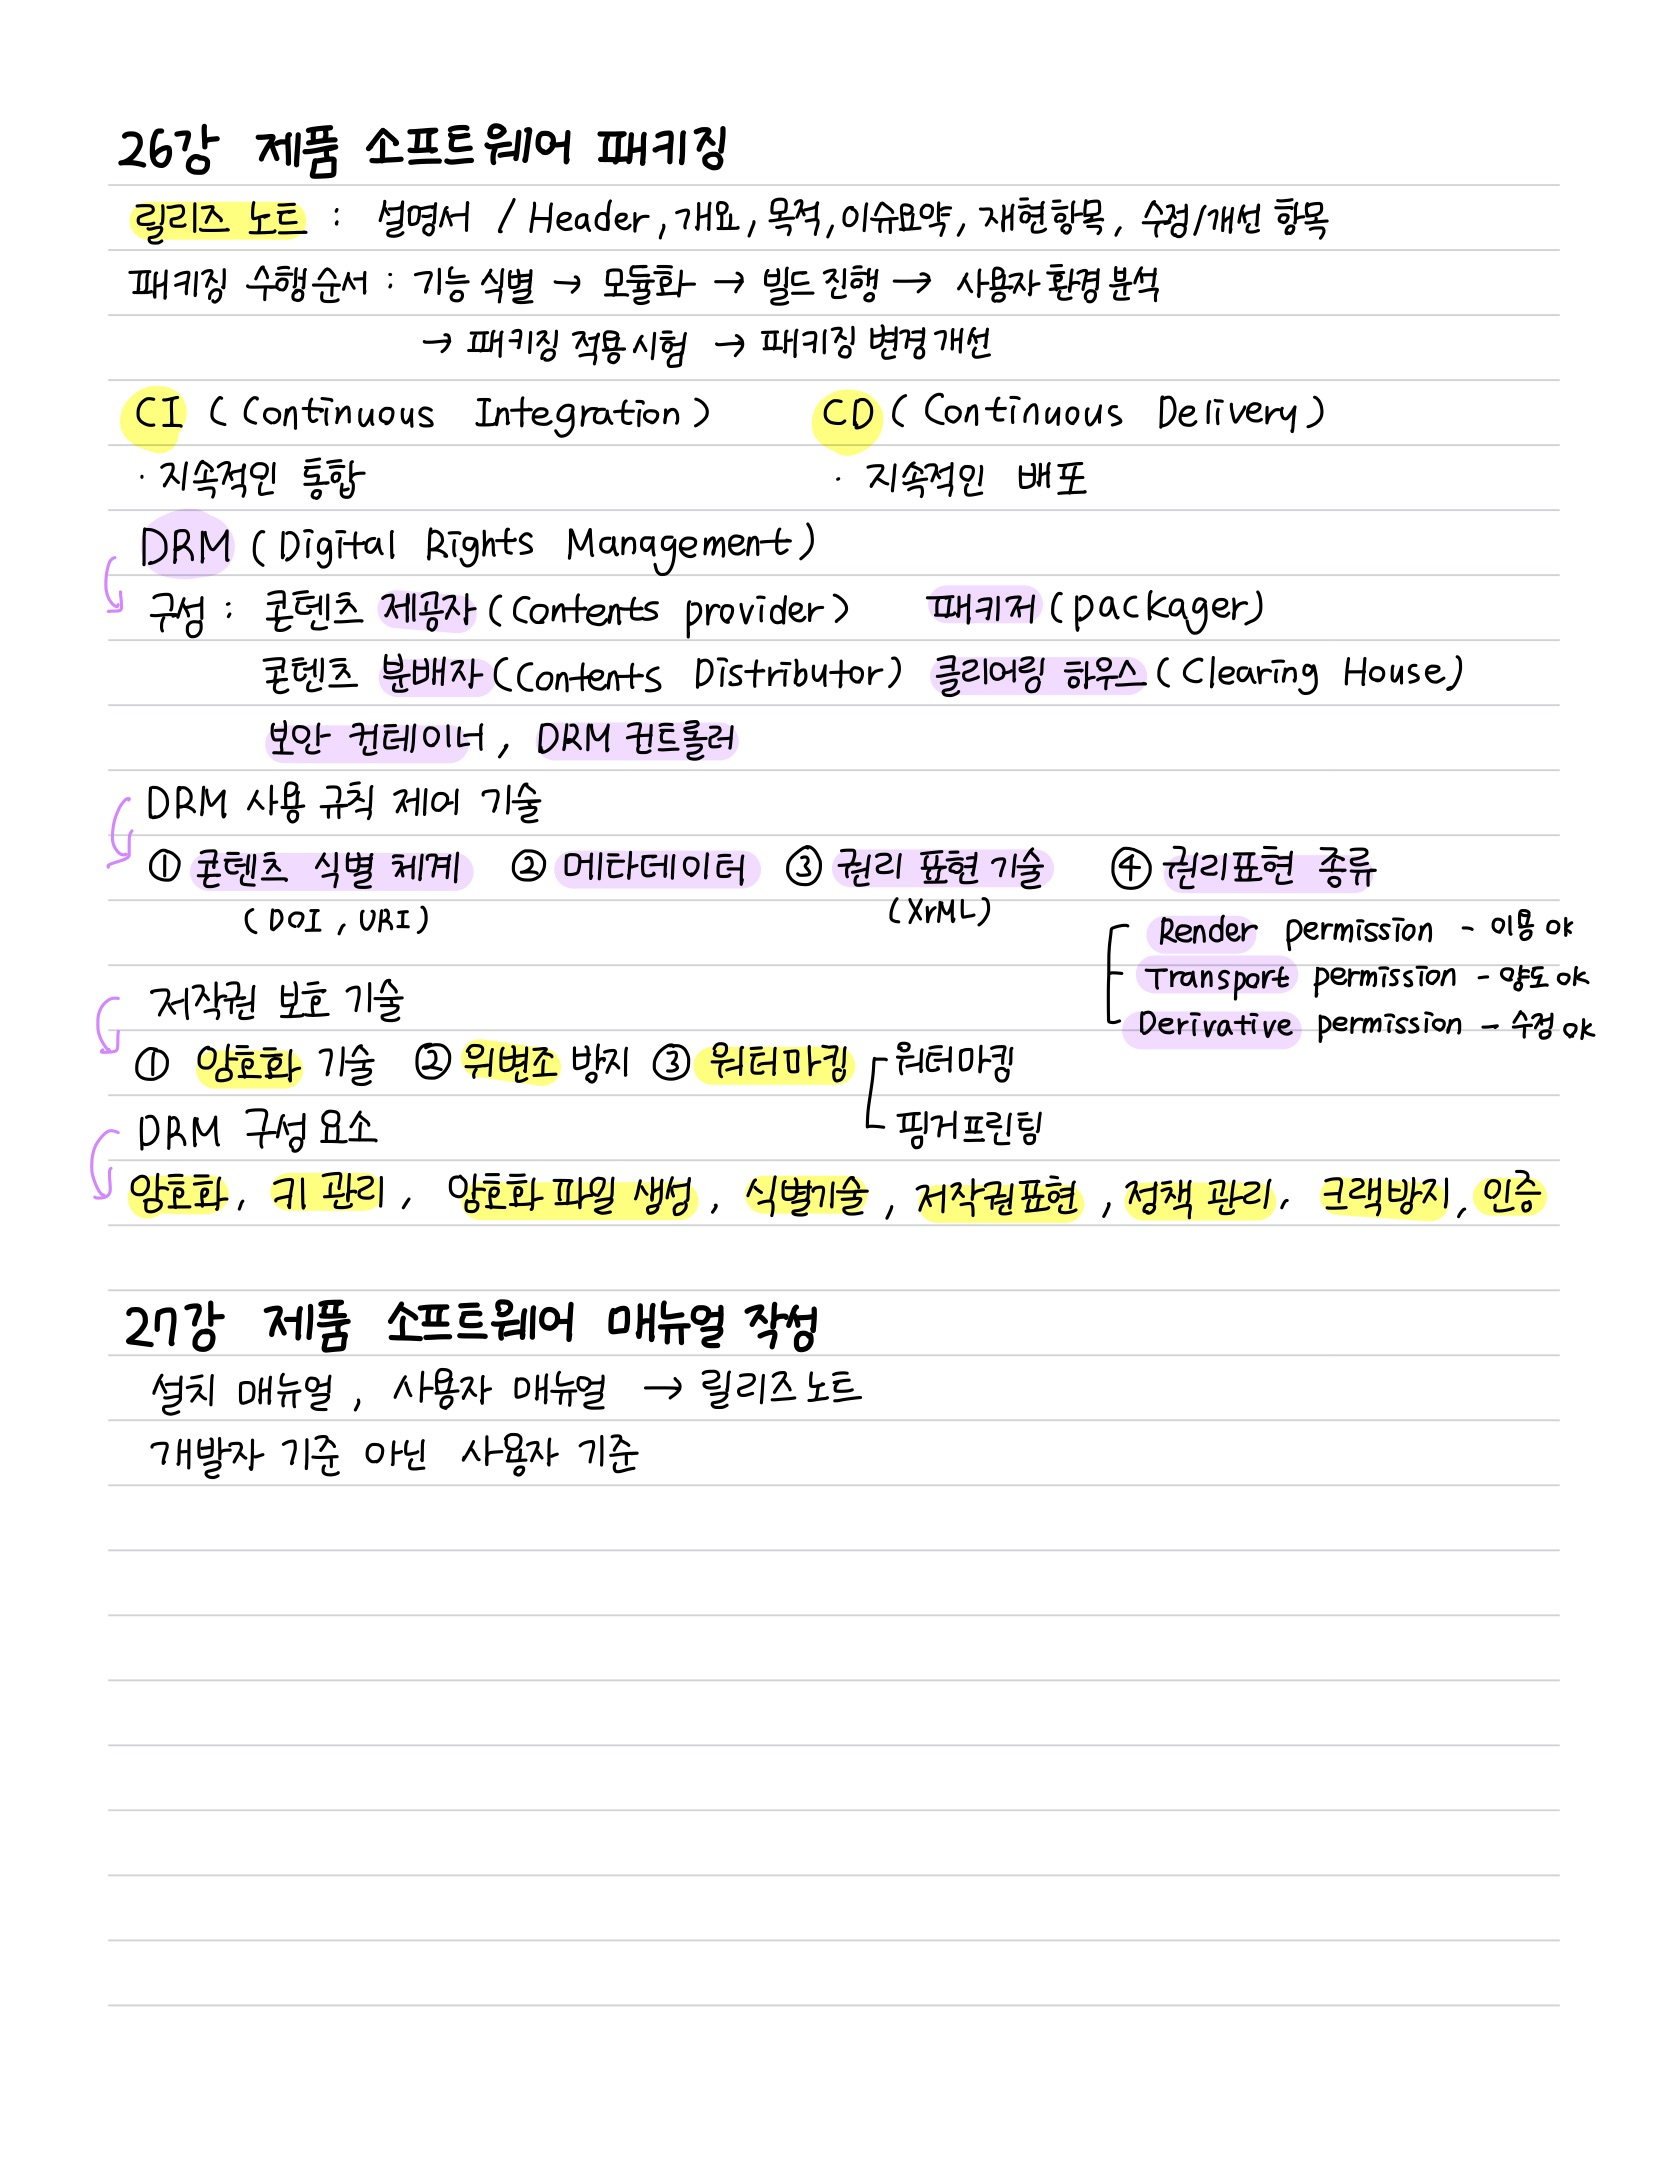 26강 제품 소프트웨어 패키징
릴리즈 노트 : 설명서 / Header, 개요, 목적, 이슈요약, 재현항목, 수정/개선 항목
패키징 수행순서 : 기능 식별 → 모듈화 → 빌드 진행 → 사용자 환경 분석
→ 패키징 적용시험 → 패키징 변경개선
CI (Continuous Integration) CD (Continuous Delivery)
· 지속적인 통합 · 지속적인 배포
DRM (Digital Rights Management)
구성 : 콘텐츠 제공자 (Contents provider) 패키저 (packager)
콘텐츠 분배자 (Contents Distributor) 클리어링 하우스 (Clearing House)
보안 컨테이너, DRM 컨트롤러
DRM 사용 규칙 제어 기술
① 콘텐츠 식별 체계 ② 메타데이터 ③ 권리 표현 기술 ④ 권리표현 종류
(DOI, URI) (XrML)
Render permission - 이용 ok
Transport permission - 양도 ok
Derivative permission - 수정 ok
저작권 보호 기술
① 암호화 기술 ② 위변조 방지 ③ 워터마킹 워터마킹
핑거프린팅
DRM 구성요소
암호화, 키 관리, 암호화 파일 생성, 식별기술, 저작권표현, 정책 관리, 크랙방지, 인증
27강 제품 소프트웨어 매뉴얼 작성
설치 매뉴얼, 사용자 매뉴얼 → 릴리즈 노트
개발자 기준 아닌 사용자 기준